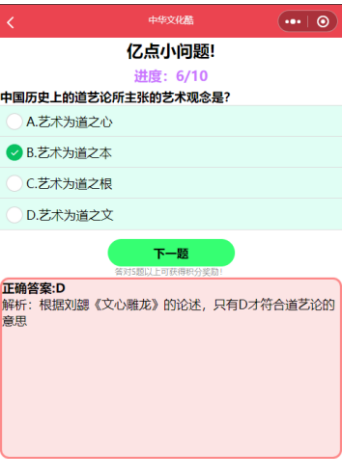 中华文化酷
亿点小问题!
进度：6/10
中国历史上的道艺论所主张的艺术观念是?
A.艺术为道之心
B.艺术为道之本
C.艺术为道之根
D.艺术为道之文
下一题
答对5题以上可获得积分奖励!
正确答案:D
解析：根据刘勰《文心雕龙》的论述，只有D才符合道艺论的
意思